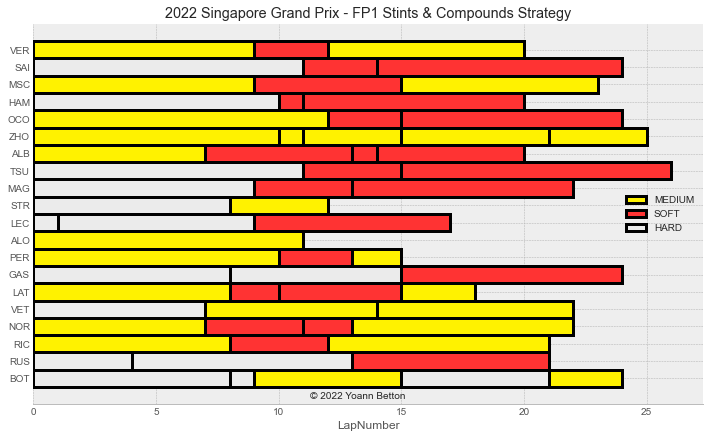 2022 Singapore Grand Prix - FP1 Stints & Compounds Strategy
VER
SAI
MSC
HAM
OCO
ZHO
ALB
TSU
MAG
STR
LEC
ALO
PER
GAS
LAT
VET
NOR
RIC
RUS
BOT
MEDIUM
SOFT
HARD
© 2022 Yoann Betton
0 5 10 15 20 25
LapNumber